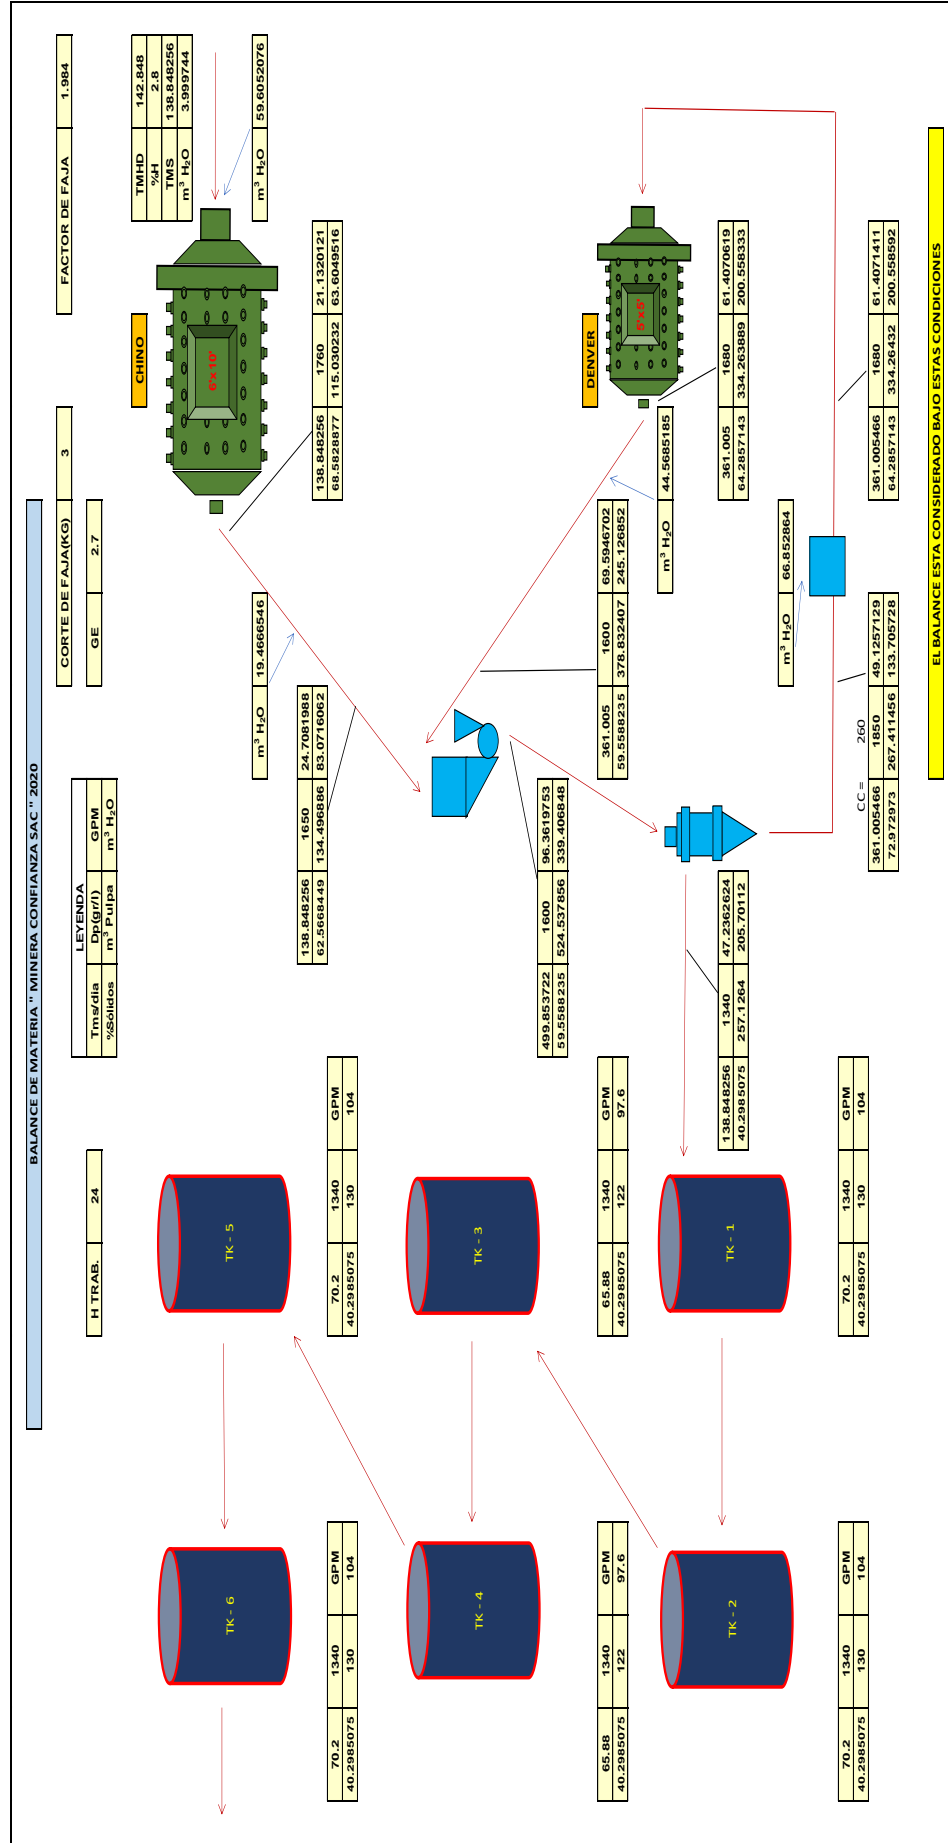 BALANCE DE MATERIA " MINERA CONFIANZA SAC " 2020
CORTE DE FAJA(KG) 3
FACTOR DE FAJA 1.984
H TRAB. 24
GE 2.7
LEYENDA
Tms/dia Dp(gr/l) GPM
%Sólidos m³ Pulpa m³ H₂O
TMHD 142.848
%H 2.8
TMS 138.848256
m³ H₂O 3.999744
CHINO
6'x10'
m³ H₂O 59.6052076
138.848256 1760 21.1320121
68.5828877 115.030232 63.6049516
m³ H₂O 19.4666546
138.848256 1650 24.7081988
62.5668449 134.496886 83.0716062
TK - 6
TK - 5
70.2 1340 GPM
40.2985075 130 104
70.2 1340 GPM
40.2985075 130 104
499.853722 1600 96.3619753
59.5588235 524.537856 339.406848
DENVER
5'x5'
361.005 1600 69.5946702
59.5588235 378.832407 245.126852
m³ H₂O 44.5685185
361.005 1680 61.4070619
64.2857143 334.263889 200.558333
TK - 4
TK - 3
65.88 1340 GPM
40.2985075 122 97.6
65.88 1340 GPM
40.2985075 122 97.6
138.848256 1340 47.2362624
40.2985075 257.1264 205.70112
m³ H₂O 66.852864
CC = 260
361.005466 1850 49.1257129
72.972973 267.411456 133.705728
361.005466 1680 61.4071411
64.2857143 334.26432 200.558592
TK - 2
TK - 1
70.2 1340 GPM
40.2985075 130 104
70.2 1340 GPM
40.2985075 130 104
EL BALANCE ESTA CONSIDERADO BAJO ESTAS CONDICIONES